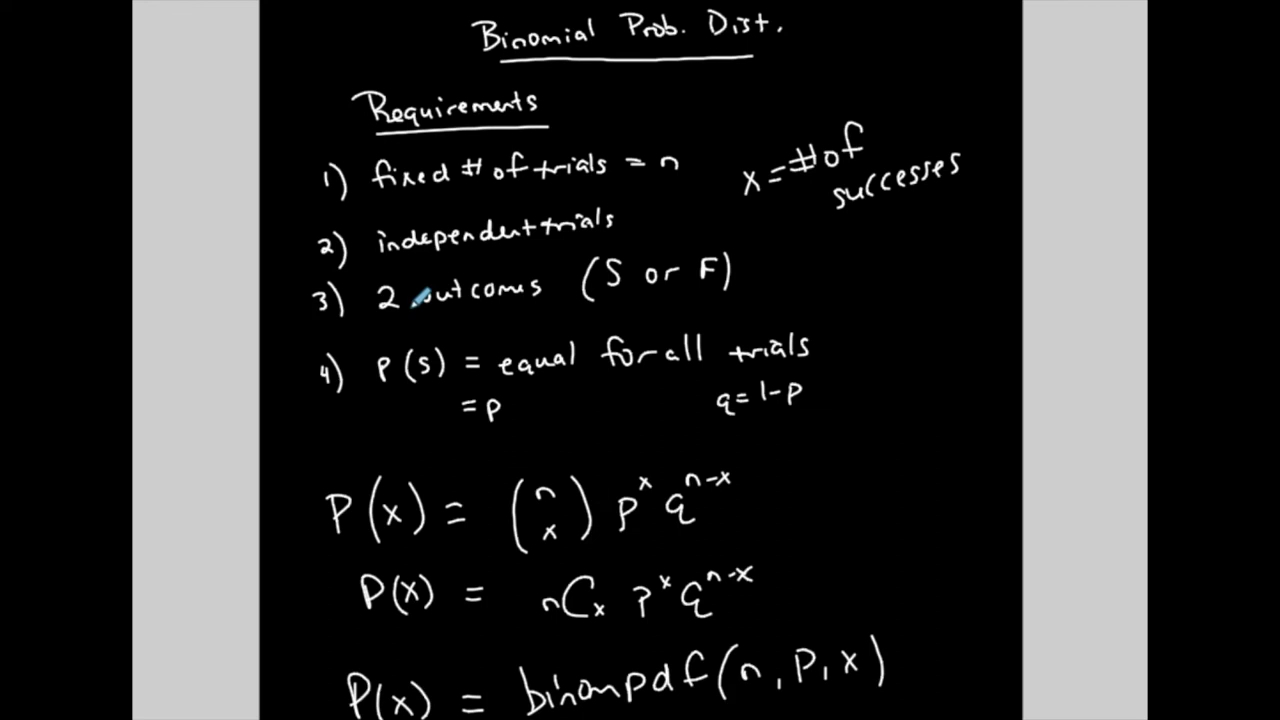 Binomial Prob. Dist.
Requirements
1) fixed # of trials = n
x = # of
successes
2) independent trials
3) 2 outcomes (S or F)
4) P(S) = equal for all trials
= p
q = 1 - p
P(x) = (n x) p^x q^{n-x}
P(x) = nCx p^x q^{n-x}
P(x) = binompdf(n, P, x)